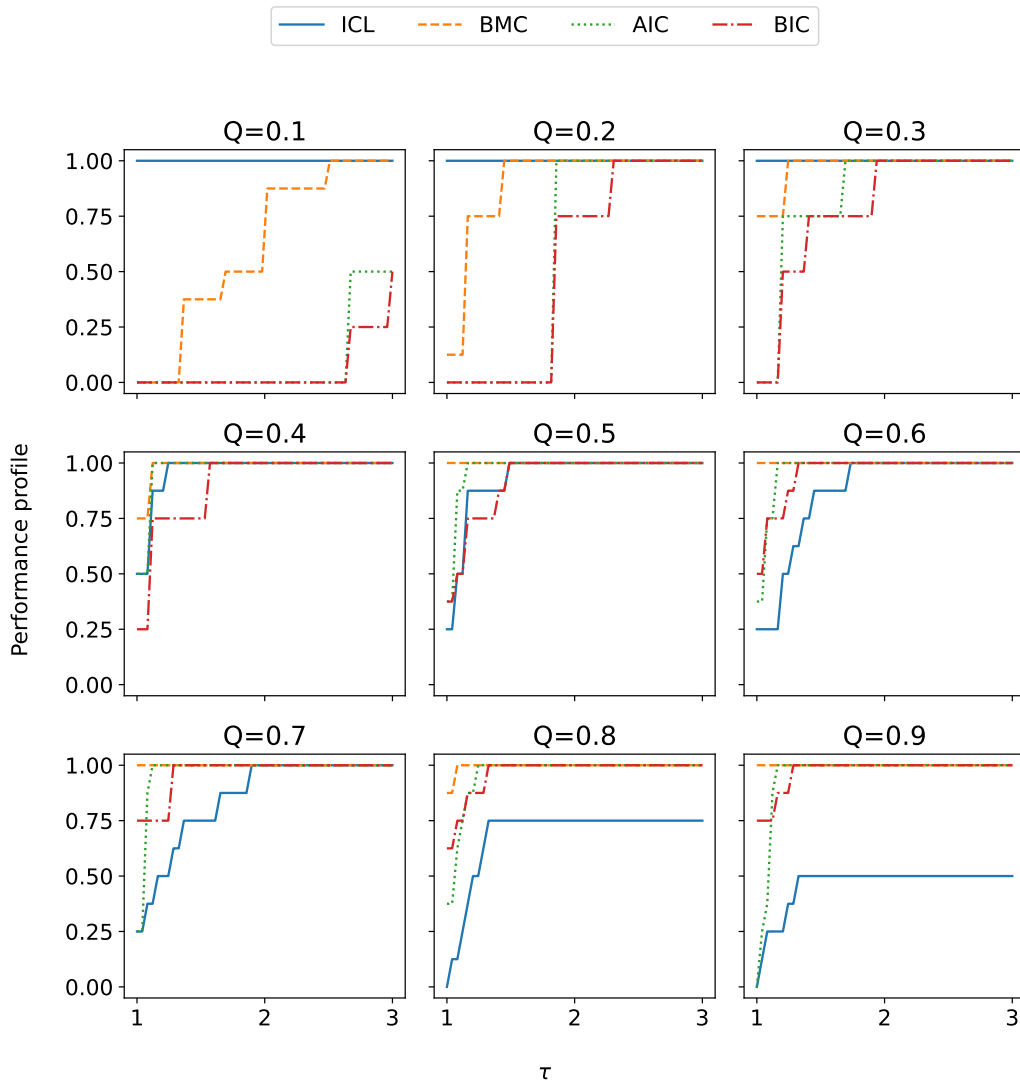 ICL BMC AIC BIC
Q=0.1 Q=0.2 Q=0.3
1.00
0.75
0.50
0.25
0.00
Q=0.4 Q=0.5 Q=0.6
1.00
0.75
0.50
0.25
0.00
Performance profile
Q=0.7 Q=0.8 Q=0.9
1.00
0.75
0.50
0.25
0.00
1 2 3 1 2 3 1 2 3
τ